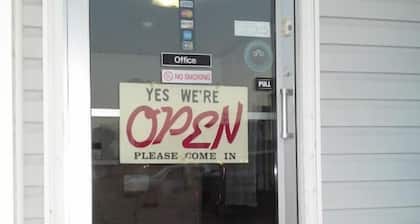 Office
NO SMOKING
PULL
YES WE'RE
OPEN
PLEASE COME IN